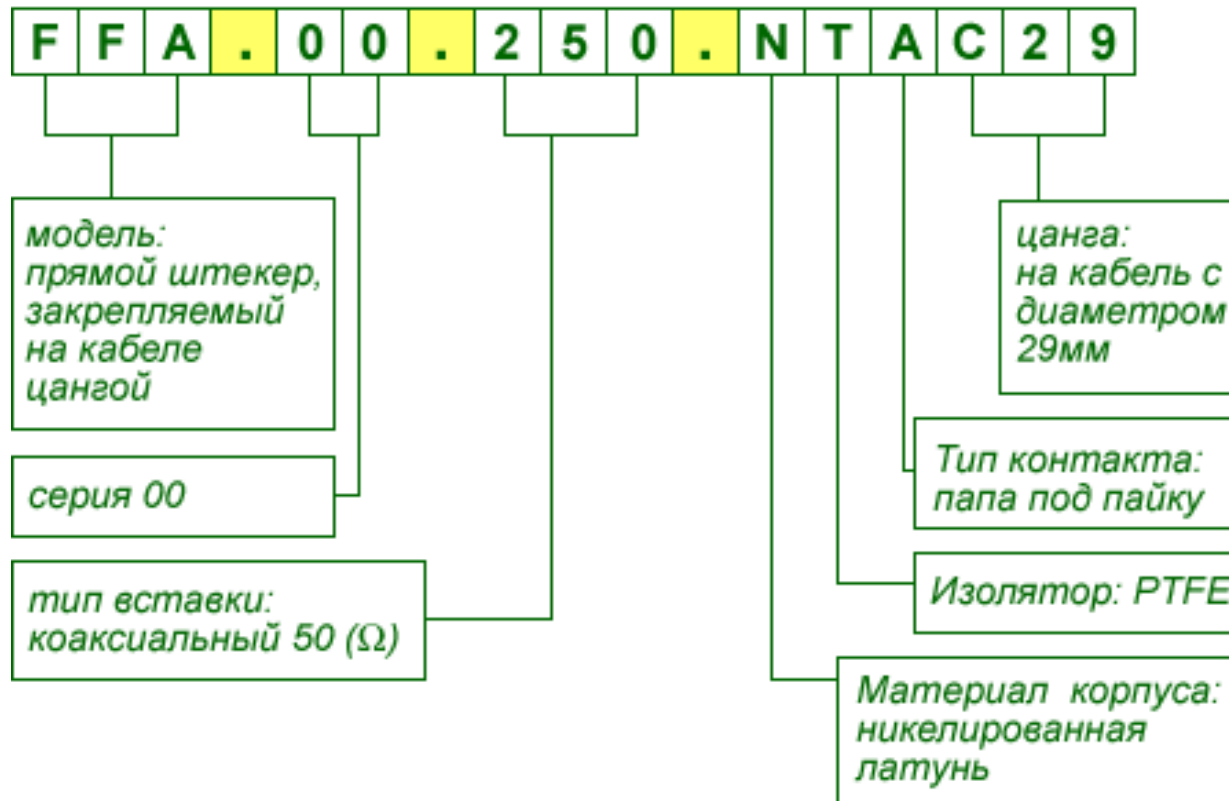 FFA.00.250.NTAC29
модель:
прямой штекер,
закрепляемый
на кабеле
цангой
серия 00
тип вставки:
коаксиальный 50 (Ω)
цанга:
на кабель с
диаметром
29мм
Тип контакта:
папа под пайку
Изолятор: PTFE
Материал корпуса:
никелированная
латунь